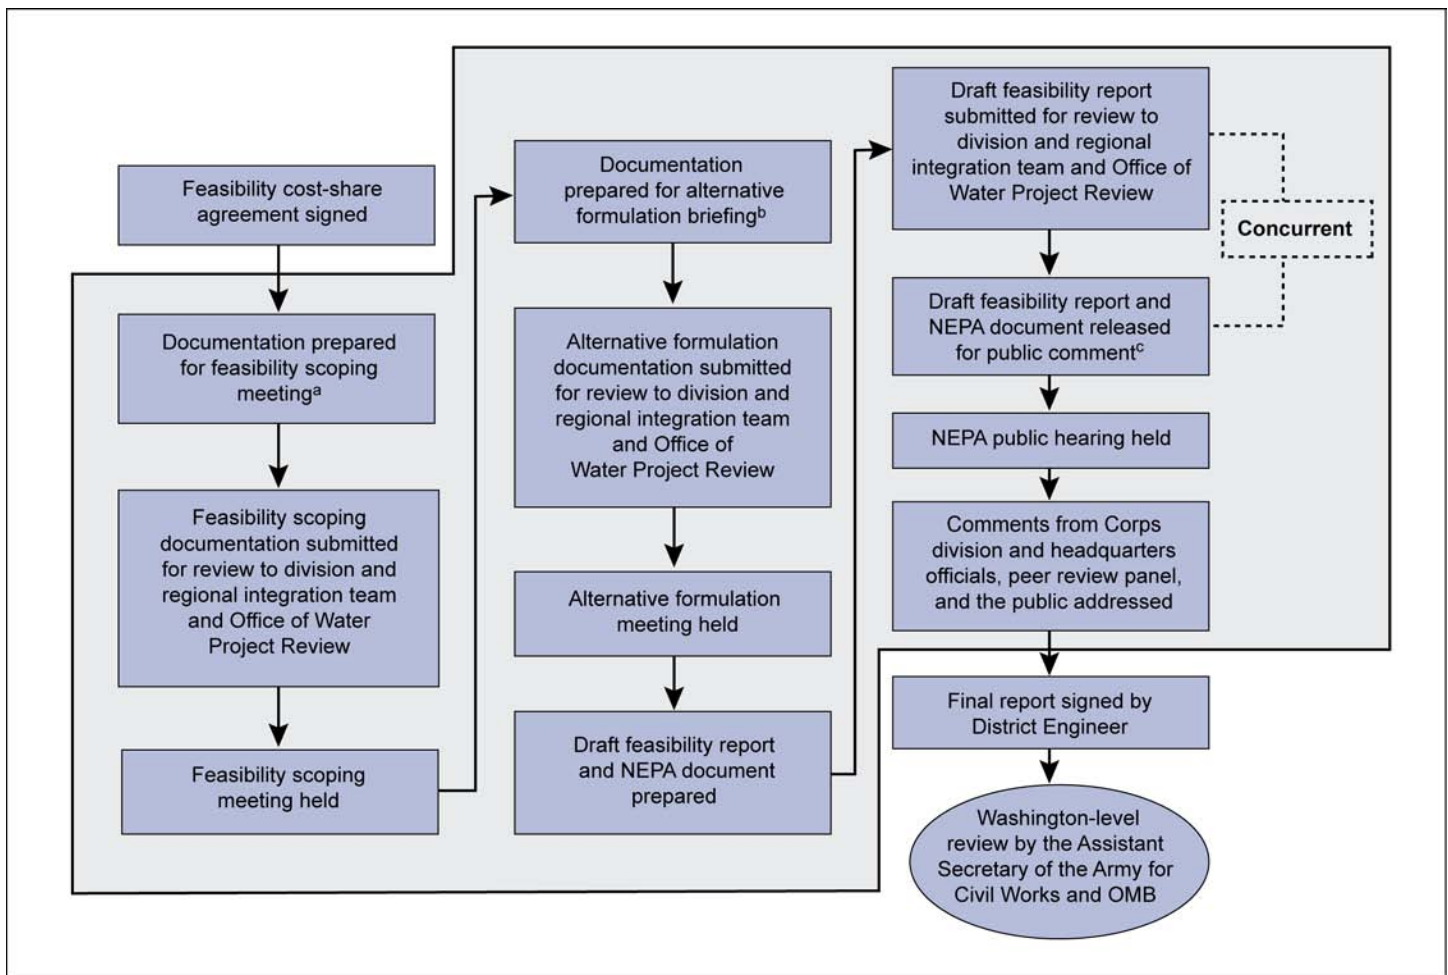 Feasibility cost-share
agreement signed
Documentation prepared
for feasibility scoping
meetingᵃ
Feasibility scoping
documentation submitted
for review to division and
regional integration team
and Office of Water
Project Review
Feasibility scoping
meeting held
Documentation
prepared for alternative
formulation briefingᵇ
Alternative formulation
documentation submitted
for review to division and
regional integration team
and Office of
Water Project Review
Alternative formulation
meeting held
Draft feasibility report
and NEPA document
prepared
Draft feasibility report
submitted for review to
division and regional
integration team and Office of
Water Project Review
Concurrent
Draft feasibility report and
NEPA document released
for public commentᶜ
NEPA public hearing held
Comments from Corps
division and headquarters
officials, peer review panel,
and the public addressed
Final report signed by
District Engineer
Washington-level
review by the Assistant
Secretary of the Army for
Civil Works and OMB